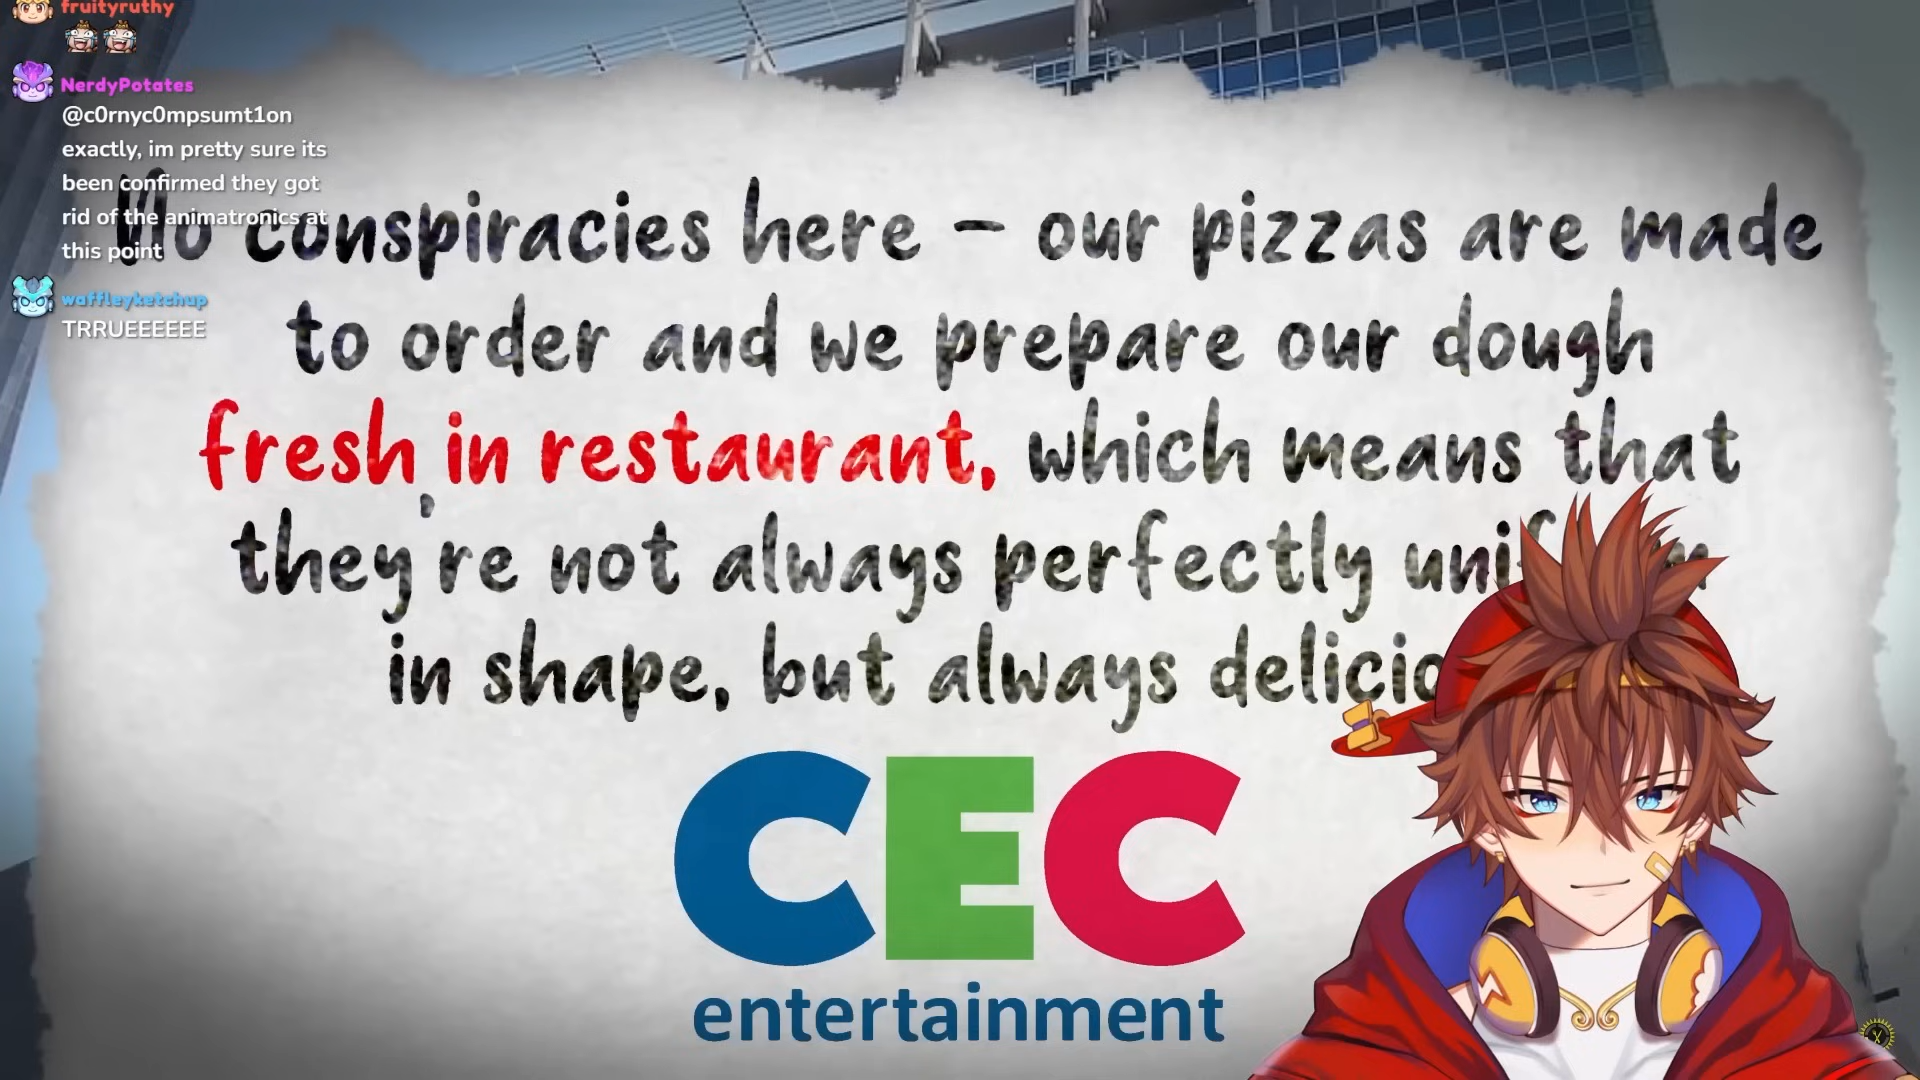 fruityruthy
NerdyPotates
@c0rnyc0mpsumt1on
exactly, im pretty sure its
been confirmed they got
rid of the animatronics at
this point
waffleyketchup
TRRUEEEEEE
No conspiracies here – our pizzas are made
to order and we prepare our dough
fresh in restaurant, which means that
they're not always perfectly
in shape, but always
CEC
entertainment